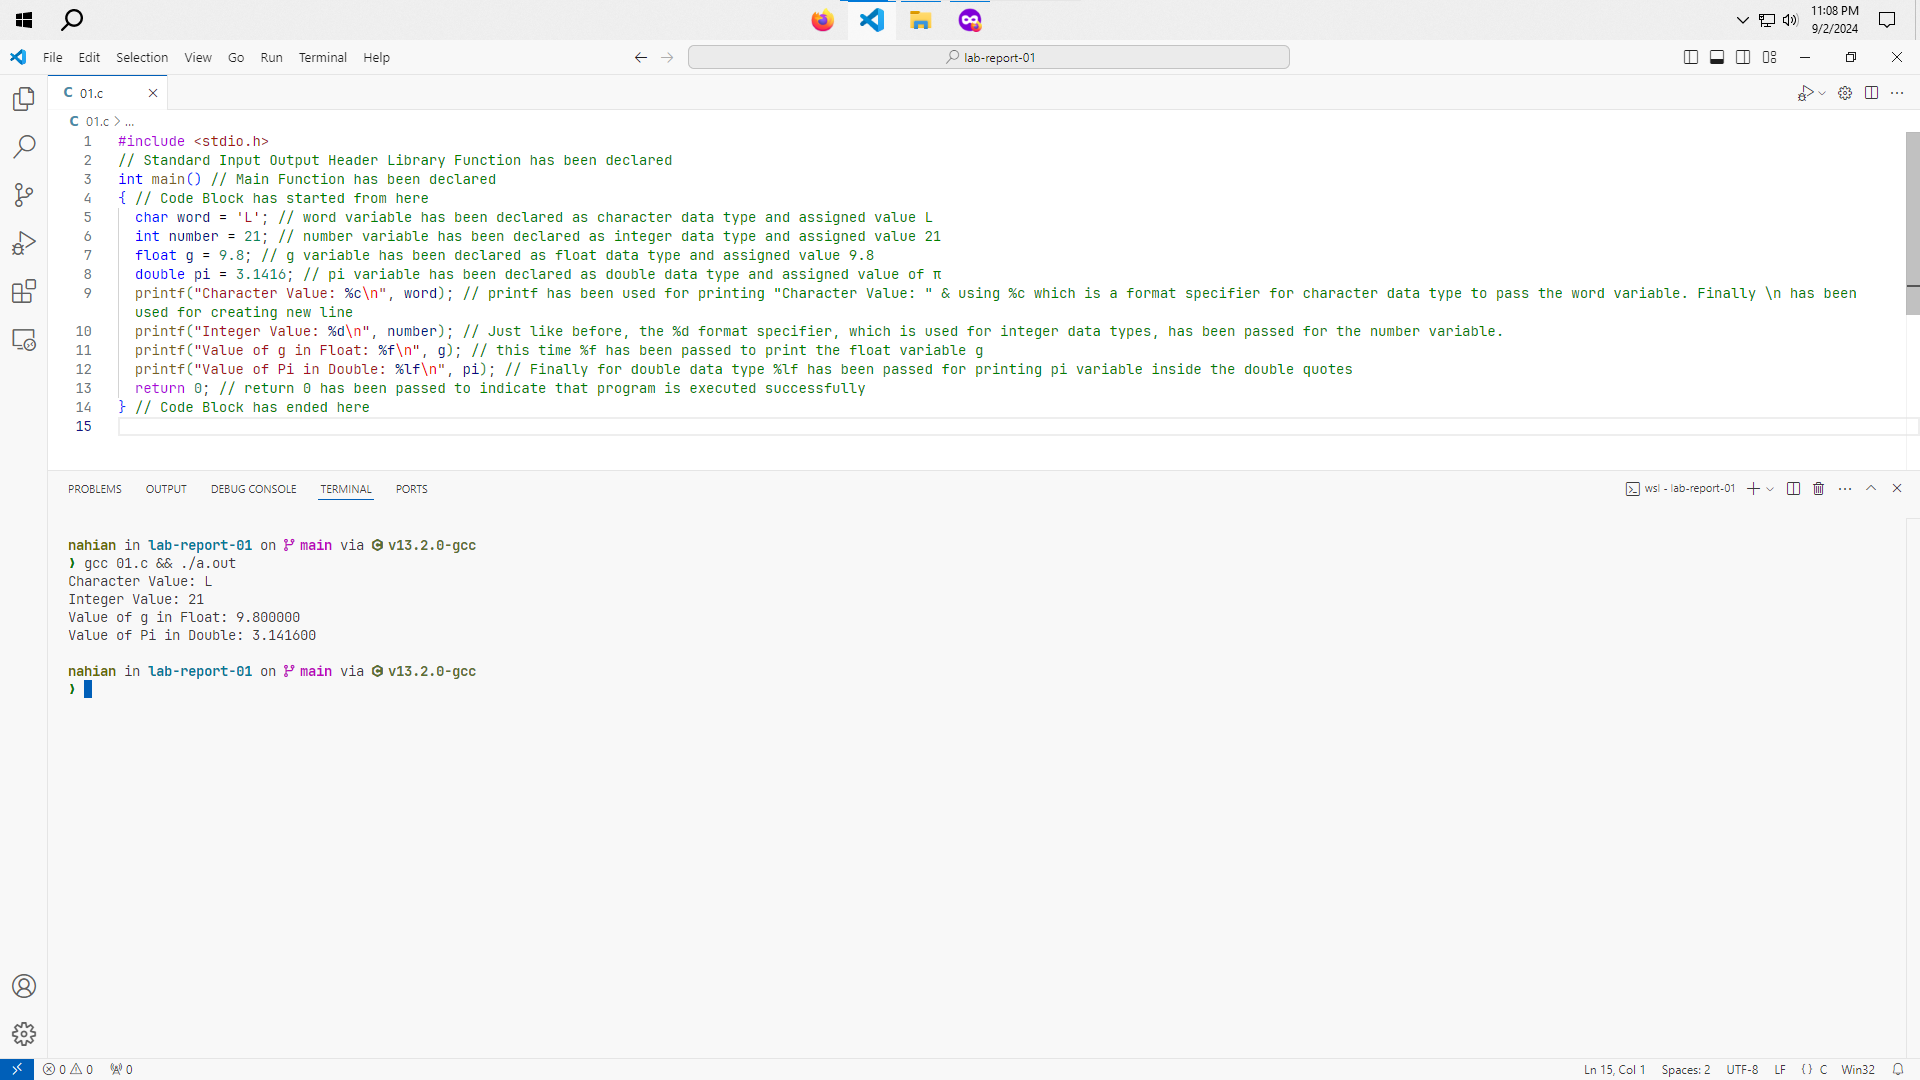 11:08 PM
9/2/2024
File Edit Selection View Go Run Terminal Help
lab-report-01
C 01.c
C 01.c > ...
1 #include <stdio.h>
2 // Standard Input Output Header Library Function has been declared
3 int main() // Main Function has been declared
4 { // Code Block has started from here
5 char word = 'L'; // word variable has been declared as character data type and assigned value L
6 int number = 21; // number variable has been declared as integer data type and assigned value 21
7 float g = 9.8; // g variable has been declared as float data type and assigned value 9.8
8 double pi = 3.1416; // pi variable has been declared as double data type and assigned value of π
9 printf("Character Value: %c\n", word); // printf has been used for printing "Character Value: " & using %c which is a format specifier for character data type to pass the word variable. Finally \n has been
used for creating new line
10 printf("Integer Value: %d\n", number); // Just like before, the %d format specifier, which is used for integer data types, has been passed for the number variable.
11 printf("Value of g in Float: %f\n", g); // this time %f has been passed to print the float variable g
12 printf("Value of Pi in Double: %lf\n", pi); // Finally for double data type %lf has been passed for printing pi variable inside the double quotes
13 return 0; // return 0 has been passed to indicate that program is executed successfully
14 } // Code Block has ended here
15
PROBLEMS OUTPUT DEBUG CONSOLE TERMINAL PORTS
wsl - lab-report-01
nahian in lab-report-01 on main via C v13.2.0-gcc
❯ gcc 01.c && ./a.out
Character Value: L
Integer Value: 21
Value of g in Float: 9.800000
Value of Pi in Double: 3.141600
nahian in lab-report-01 on main via C v13.2.0-gcc
❯
0 0 0
Ln 15, Col 1 Spaces: 2 UTF-8 LF {} C Win32